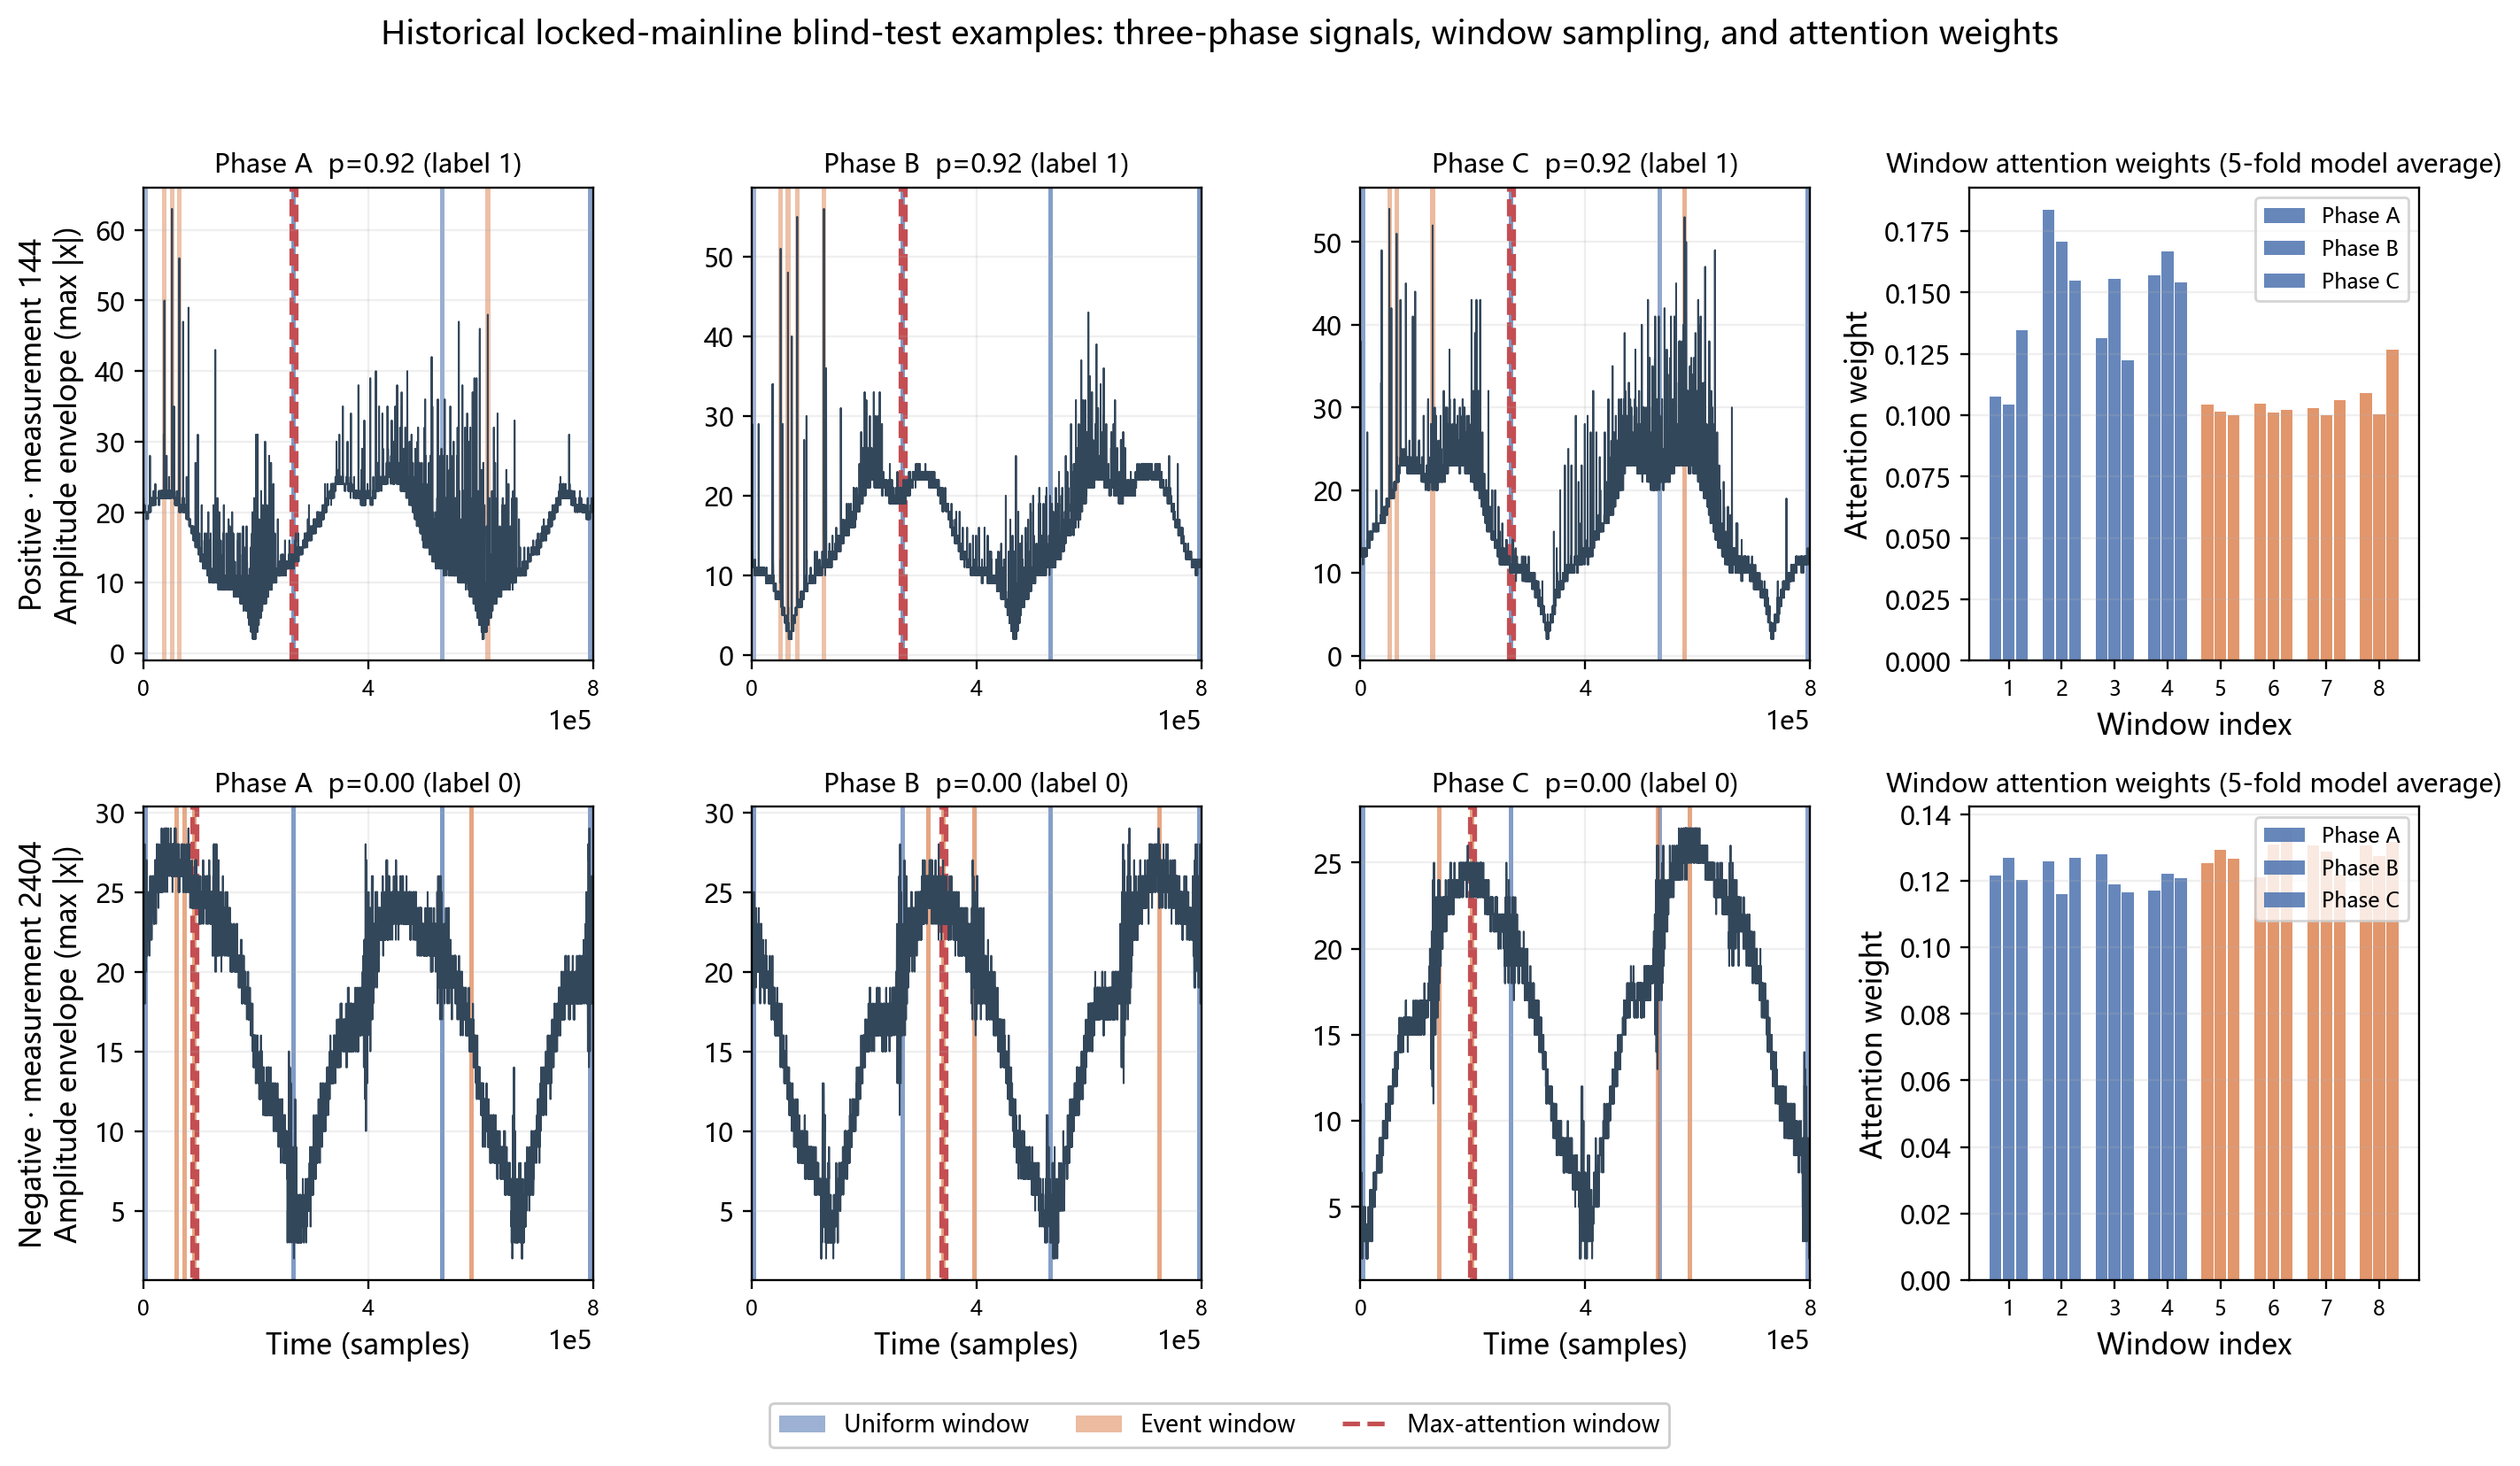 Historical locked-mainline blind-test examples: three-phase signals, window sampling, and attention weights
Phase A  p=0.92 (label 1)
Phase B  p=0.92 (label 1)
Phase C  p=0.92 (label 1)
Window attention weights (5-fold model average)
Positive · measurement 144
Amplitude envelope (max |x|)
60
50
40
30
20
10
0
0
4
8
1e5
50
40
30
20
10
0
0
4
8
1e5
50
40
30
20
10
0
0
4
8
1e5
Attention weight
0.175
0.150
0.125
0.100
0.075
0.050
0.025
0.000
Phase A
Phase B
Phase C
1 2 3 4 5 6 7 8
Window index
Phase A  p=0.00 (label 0)
Phase B  p=0.00 (label 0)
Phase C  p=0.00 (label 0)
Window attention weights (5-fold model average)
Negative · measurement 2404
Amplitude envelope (max |x|)
30
25
20
15
10
5
0
4
8
1e5
Time (samples)
30
25
20
15
10
5
0
4
8
1e5
Time (samples)
25
20
15
10
5
0
4
8
1e5
Time (samples)
Attention weight
0.14
0.12
0.10
0.08
0.06
0.04
0.02
0.00
Phase A
Phase B
Phase C
1 2 3 4 5 6 7 8
Window index
Uniform window
Event window
Max-attention window